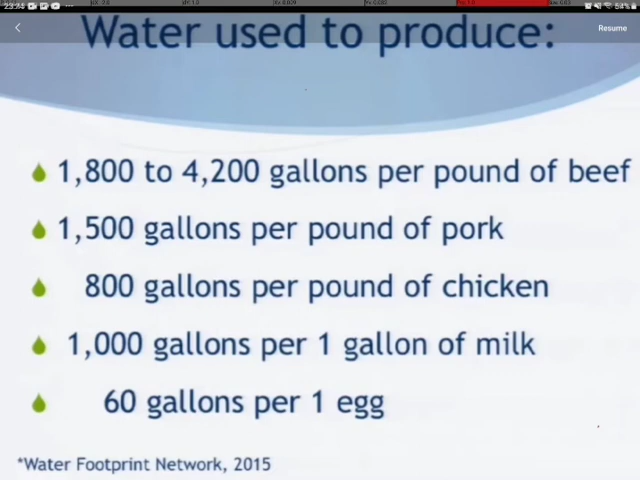 Resume
Water used to produce:
1,800 to 4,200 gallons per pound of beef
1,500 gallons per pound of pork
800 gallons per pound of chicken
1,000 gallons per 1 gallon of milk
60 gallons per 1 egg
*Water Footprint Network, 2015